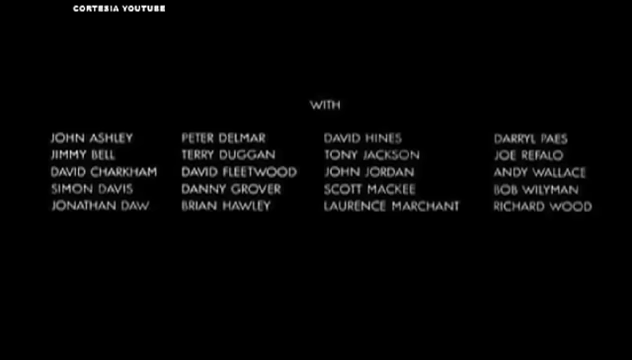 CORTESIA YOUTUBE
WITH
JOHN ASHLEY PETER DELMAR DAVID HINES DARRYL PAES
JIMMY BELL TERRY DUGGAN TONY JACKSON JOE REFALO
DAVID CHARKHAM DAVID FLEETWOOD JOHN JORDAN ANDY WALLACE
SIMON DAVIS DANNY GROVER SCOTT MACKEE BOB WILYMAN
JONATHAN DAW BRIAN HAWLEY LAURENCE MARCHANT RICHARD WOOD